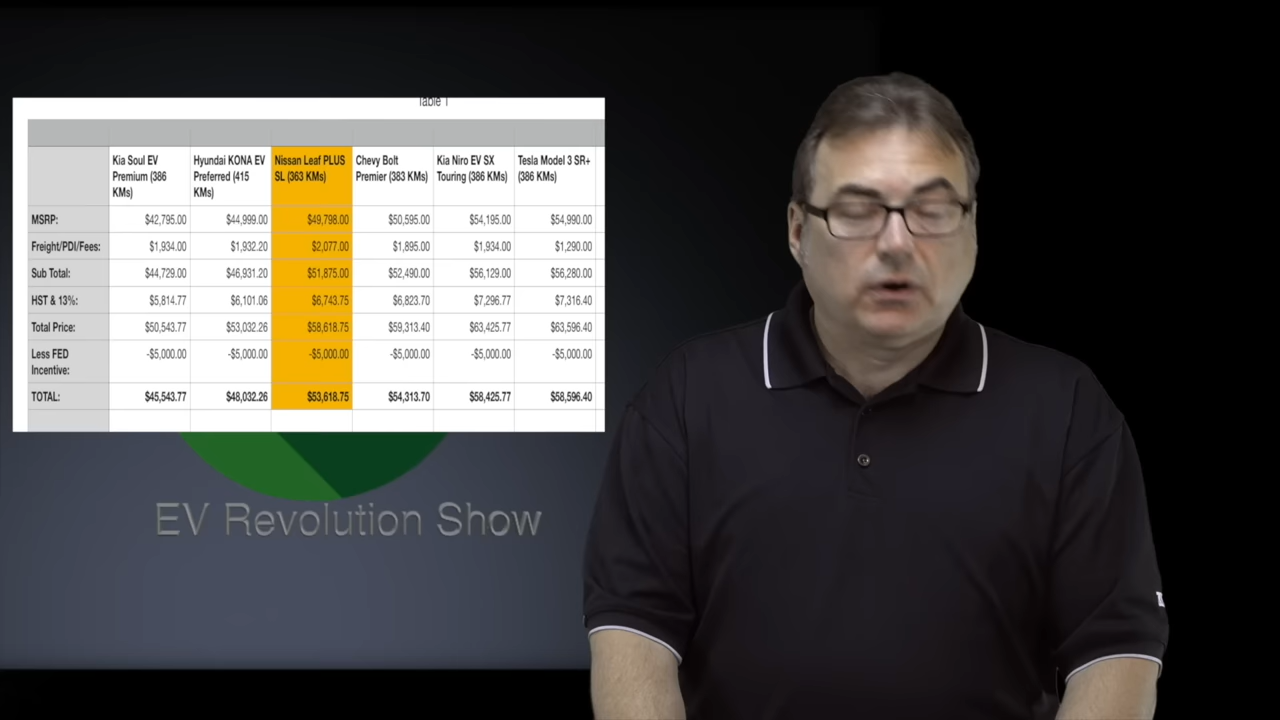 Table 1
Kia Soul EV Premium (386 KMs) Hyundai KONA EV Preferred (415 KMs) Nissan Leaf PLUS SL (363 KMs) Chevy Bolt Premier (383 KMs) Kia Niro EV SX Touring (386 KMs) Tesla Model 3 SR+ (386 KMs)
MSRP: $42,795.00 $44,999.00 $49,798.00 $50,595.00 $54,195.00 $54,990.00
Freight/PDI/Fees: $1,934.00 $1,932.20 $2,077.00 $1,895.00 $1,934.00 $1,290.00
Sub Total: $44,729.00 $46,931.20 $51,875.00 $52,490.00 $56,129.00 $56,280.00
HST & 13%: $5,814.77 $6,101.06 $6,743.75 $6,823.70 $7,296.77 $7,316.40
Total Price: $50,543.77 $53,032.26 $58,618.75 $59,313.40 $63,425.77 $63,596.40
Less FED Incentive: -$5,000.00 -$5,000.00 -$5,000.00 -$5,000.00 -$5,000.00 -$5,000.00
TOTAL: $45,543.77 $48,032.26 $53,618.75 $54,313.70 $58,425.77 $58,596.40
EV Revolution Show